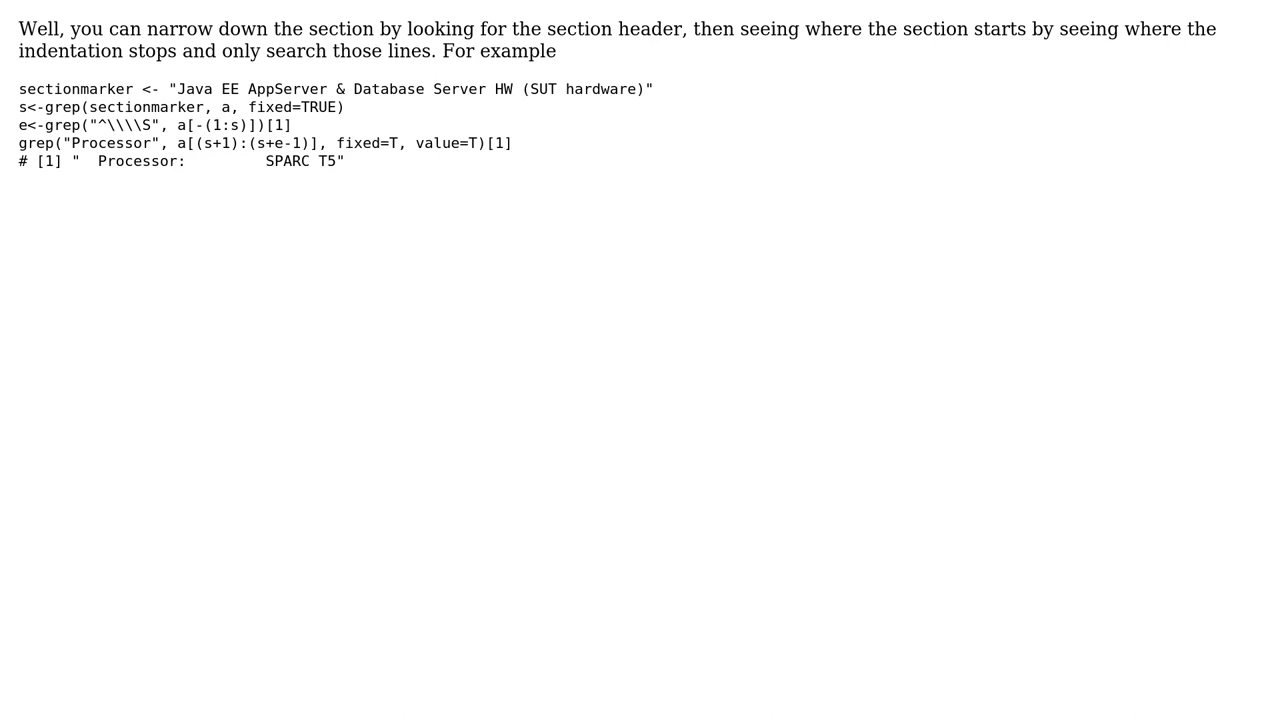 Well, you can narrow down the section by looking for the section header, then seeing where the section starts by seeing where the
indentation stops and only search those lines. For example
sectionmarker <- "Java EE AppServer & Database Server HW (SUT hardware)"
s<-grep(sectionmarker, a, fixed=TRUE)
e<-grep("^\\\\S", a[-(1:s)])[1]
grep("Processor", a[(s+1):(s+e-1)], fixed=T, value=T)[1]
# [1] "  Processor:         SPARC T5"